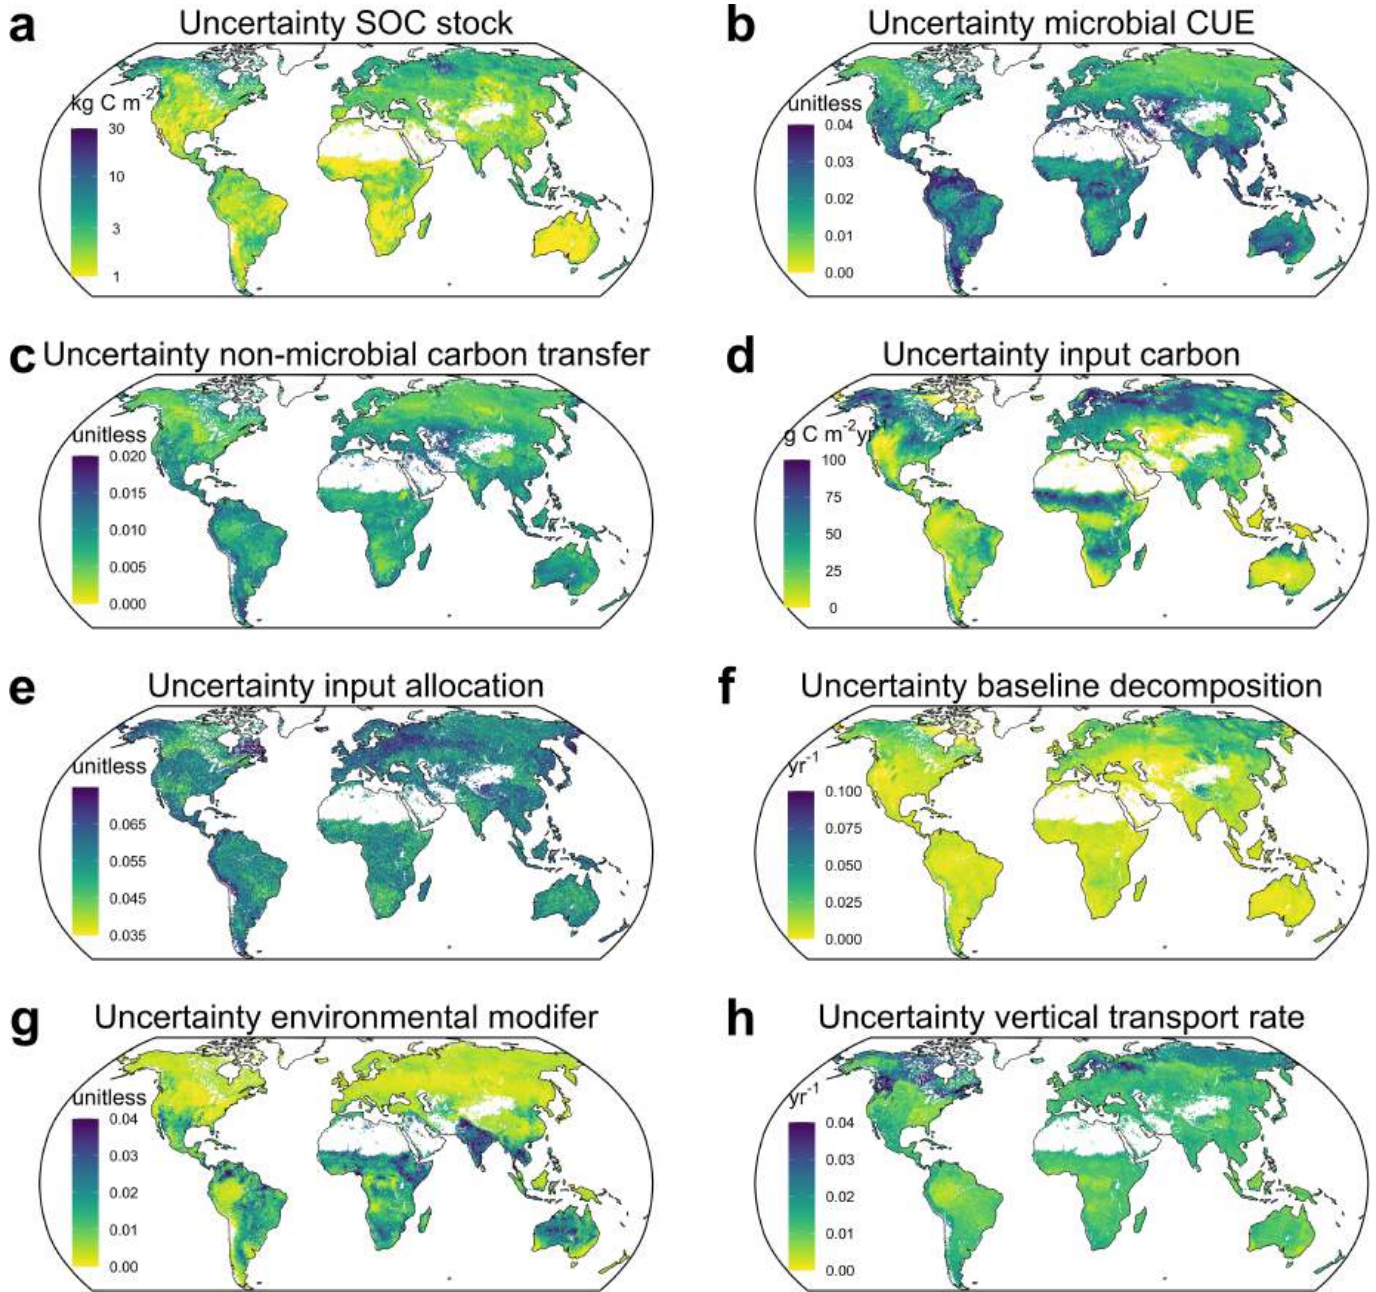 a Uncertainty SOC stock
kg C m-2
30
10
3
1
b Uncertainty microbial CUE
unitless
0.04
0.03
0.02
0.01
0.00
c Uncertainty non-microbial carbon transfer
unitless
0.020
0.015
0.010
0.005
0.000
d Uncertainty input carbon
g C m-2yr-1
100
75
50
25
0
e Uncertainty input allocation
unitless
0.065
0.055
0.045
0.035
f Uncertainty baseline decomposition
yr-1
0.100
0.075
0.050
0.025
0.000
g Uncertainty environmental modifer
unitless
0.04
0.03
0.02
0.01
0.00
h Uncertainty vertical transport rate
yr-1
0.04
0.03
0.02
0.01
0.00